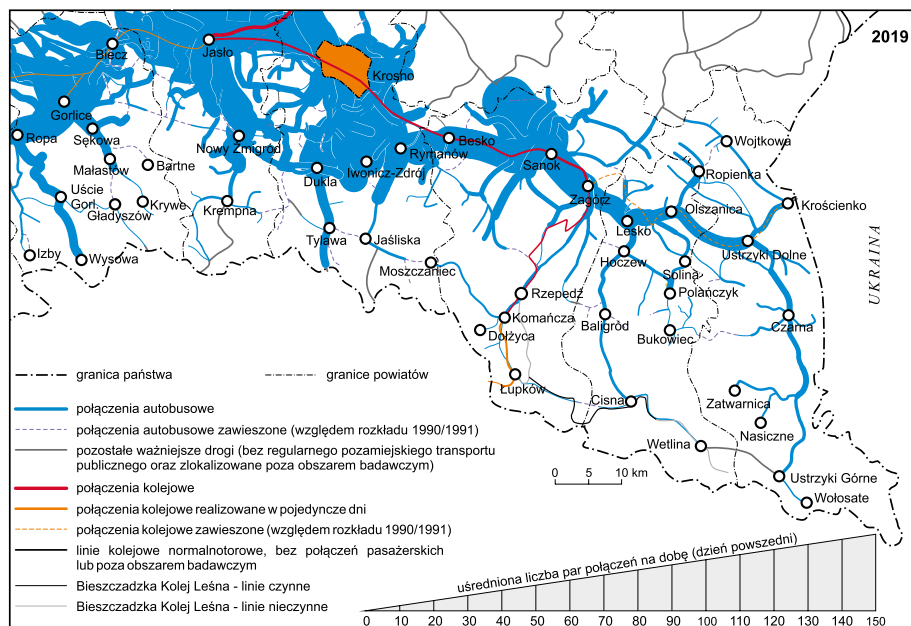 2019
Biecz
Jasło
Krosno
Gorlice
Ropa
Sękowa
Nowy Żmigród
Besko
Rymanów
Sanok
Wojtkowa
Małastów
Bartne
Dukla
Iwonicz-Zdrój
Ropienka
Zagórz
Uście
Gorl.
Gładyszów
Krywe
Krempna
Olszanica
Krościenko
Lesko
Tylawa
Jaśliska
Ustrzyki Dolne
Izby
Wysowa
Moszczaniec
Hoczew
Solina
UKRAINA
Rzepedź
Polańczyk
Komańcza
Dołżyca
Baligród
Bukowiec
Czarna
Łupków
Cisna
Zatwarnica
Nasiczne
Wetlina
Ustrzyki Górne
Wołosate
granica państwa
granice powiatów
połączenia autobusowe
połączenia autobusowe zawieszone (względem rozkładu 1990/1991)
pozostałe ważniejsze drogi (bez regularnego pozamiejskiego transportu
publicznego oraz zlokalizowane poza obszarem badawczym)
połączenia kolejowe
połączenia kolejowe realizowane w pojedyncze dni
połączenia kolejowe zawieszone (względem rozkładu 1990/1991)
linie kolejowe normalnotorowe, bez połączeń pasażerskich
lub poza obszarem badawczym
Bieszczadzka Kolej Leśna - linie czynne
Bieszczadzka Kolej Leśna - linie nieczynne
0 5 10 km
uśredniona liczba par połączeń na dobę (dzień powszedni)
0 10 20 30 40 50 60 70 80 90 100 110 120 130 140 150